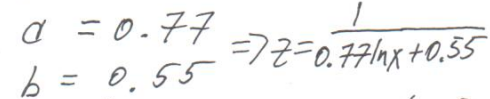 a = 0.77
b = 0.55
=> z = 1/(0.77lnx+0.55)